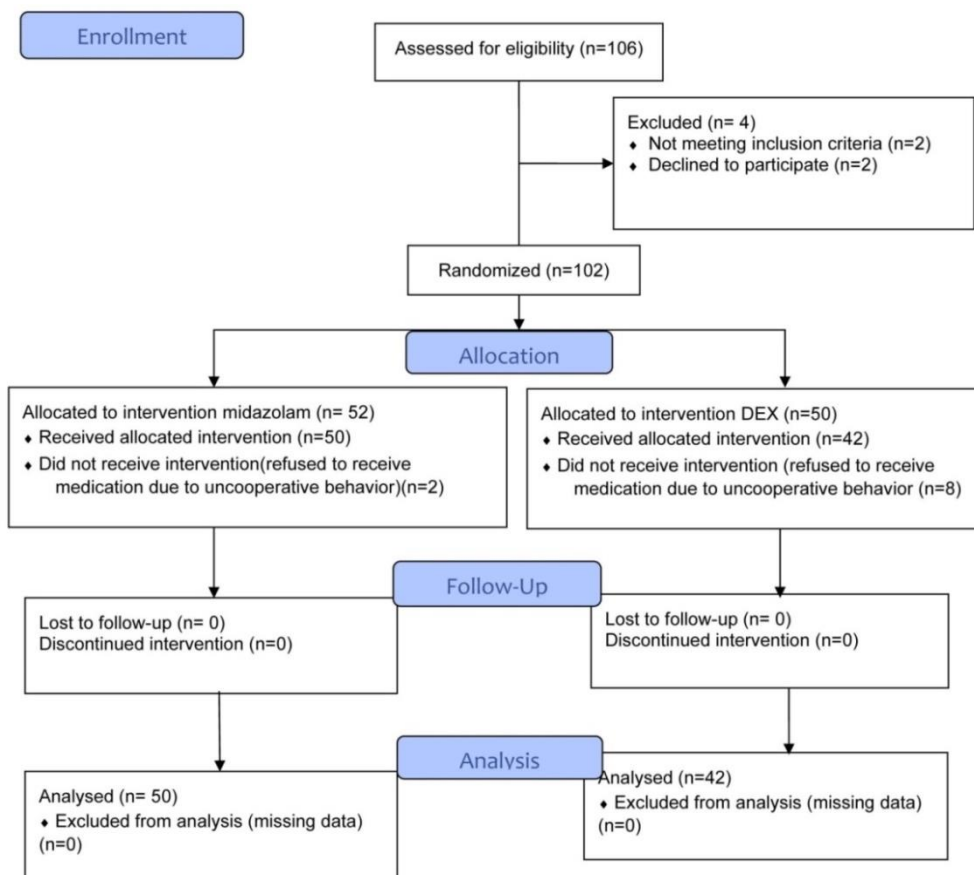 Enrollment
Assessed for eligibility (n=106)
Excluded (n= 4)
♦ Not meeting inclusion criteria (n=2)
♦ Declined to participate (n=2)
Randomized (n=102)
Allocation
Allocated to intervention midazolam (n= 52)
♦ Received allocated intervention (n=50)
♦ Did not receive intervention(refused to receive
medication due to uncooperative behavior)(n=2)
Allocated to intervention DEX (n=50)
♦ Received allocated intervention (n=42)
♦ Did not receive intervention (refused to receive
medication due to uncooperative behavior (n=8)
Follow-Up
Lost to follow-up (n= 0)
Discontinued intervention (n=0)
Lost to follow-up (n= 0)
Discontinued intervention (n=0)
Analysis
Analysed (n= 50)
♦ Excluded from analysis (missing data)
(n=0)
Analysed (n=42)
♦ Excluded from analysis (missing data)
(n=0)